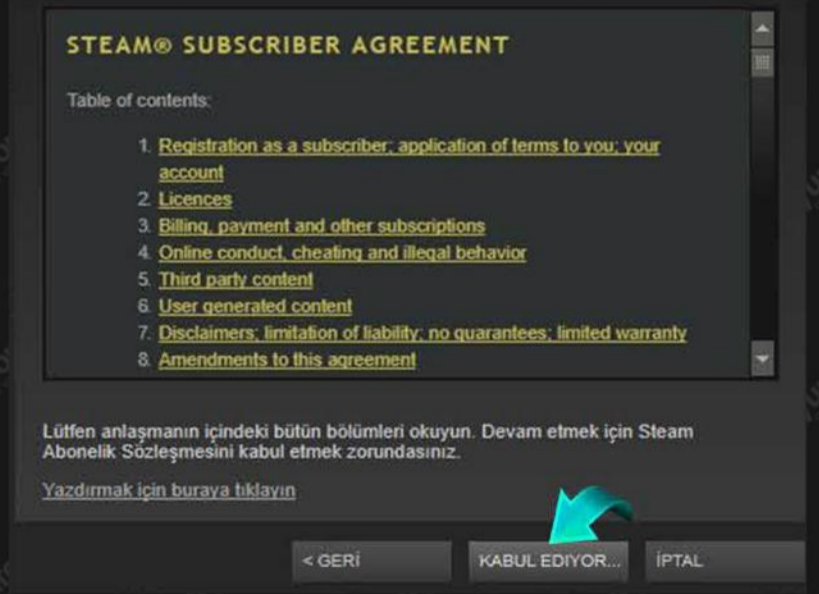 STEAM® SUBSCRIBER AGREEMENT
Table of contents:
1. Registration as a subscriber; application of terms to you; your
account
2. Licences
3. Billing, payment and other subscriptions
4. Online conduct, cheating and illegal behavior
5. Third party content
6. User generated content
7. Disclaimers; limitation of liability; no guarantees; limited warranty
8. Amendments to this agreement
Lütfen anlaşmanın içindeki bütün bölümleri okuyun. Devam etmek için Steam
Abonelik Sözleşmesini kabul etmek zorundasınız.
Yazdırmak için buraya tıklayın
< GERİ
KABUL EDIYOR...
İPTAL